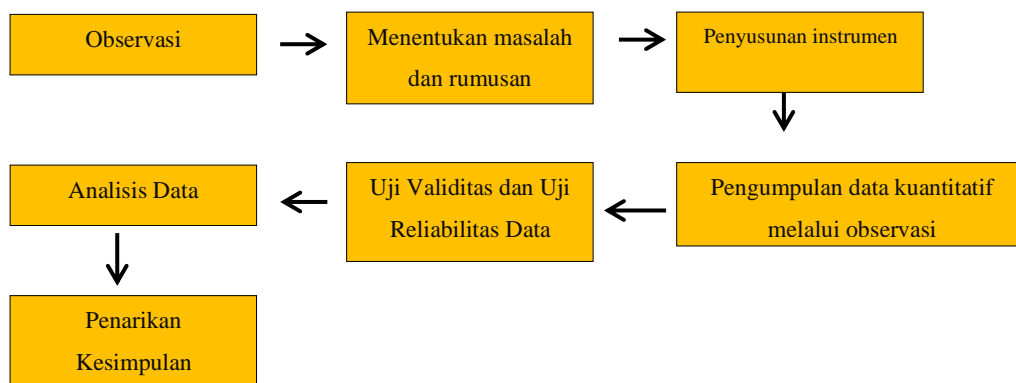 Observasi
Menentukan masalah
dan rumusan
Penyusunan instrumen
Pengumpulan data kuantitatif
melalui observasi
Uji Validitas dan Uji
Reliabilitas Data
Analisis Data
Penarikan
Kesimpulan